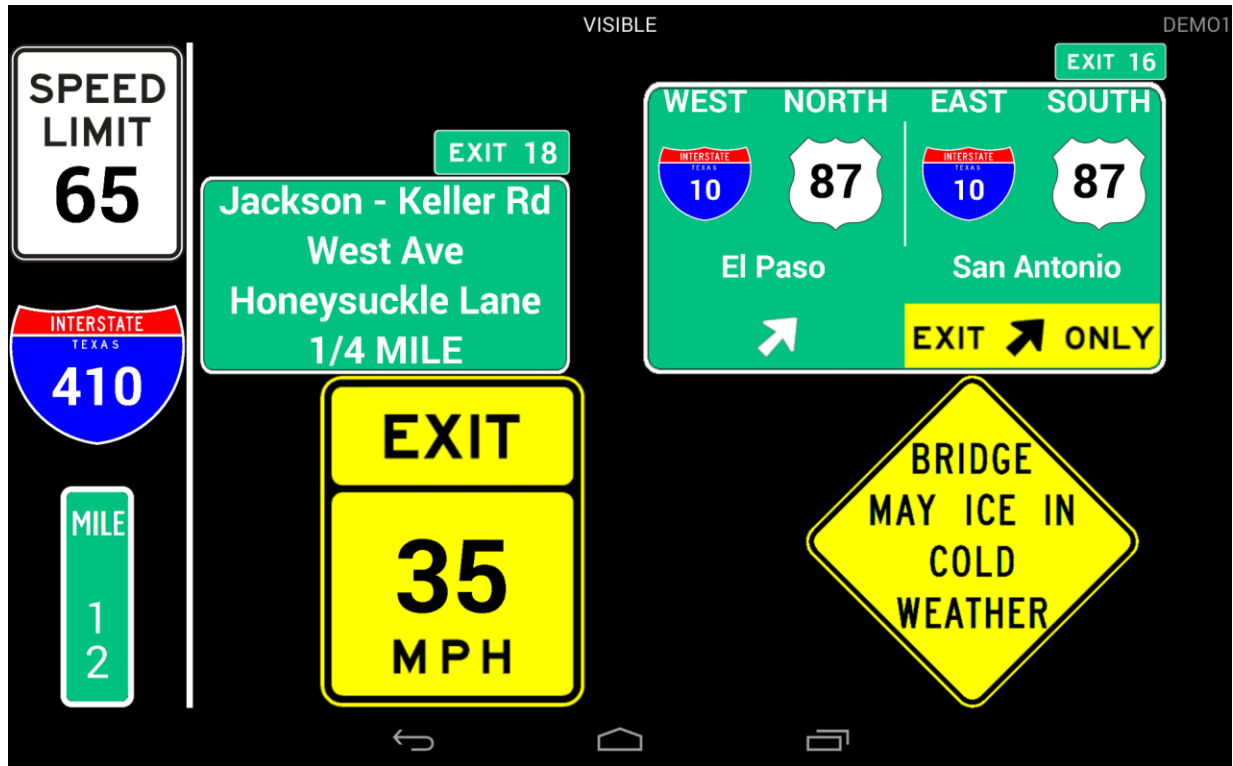 VISIBLE
DEMO1
SPEED
LIMIT
65
INTERSTATE
TEXAS
410
MILE
1
2
EXIT 18
Jackson - Keller Rd
West Ave
Honeysuckle Lane
1/4 MILE
EXIT
35
MPH
EXIT 16
WEST NORTH EAST SOUTH
INTERSTATE INTERSTATE
TEXAS TEXAS
10 87 10 87
El Paso San Antonio
EXIT ONLY
BRIDGE
MAY ICE IN
COLD
WEATHER